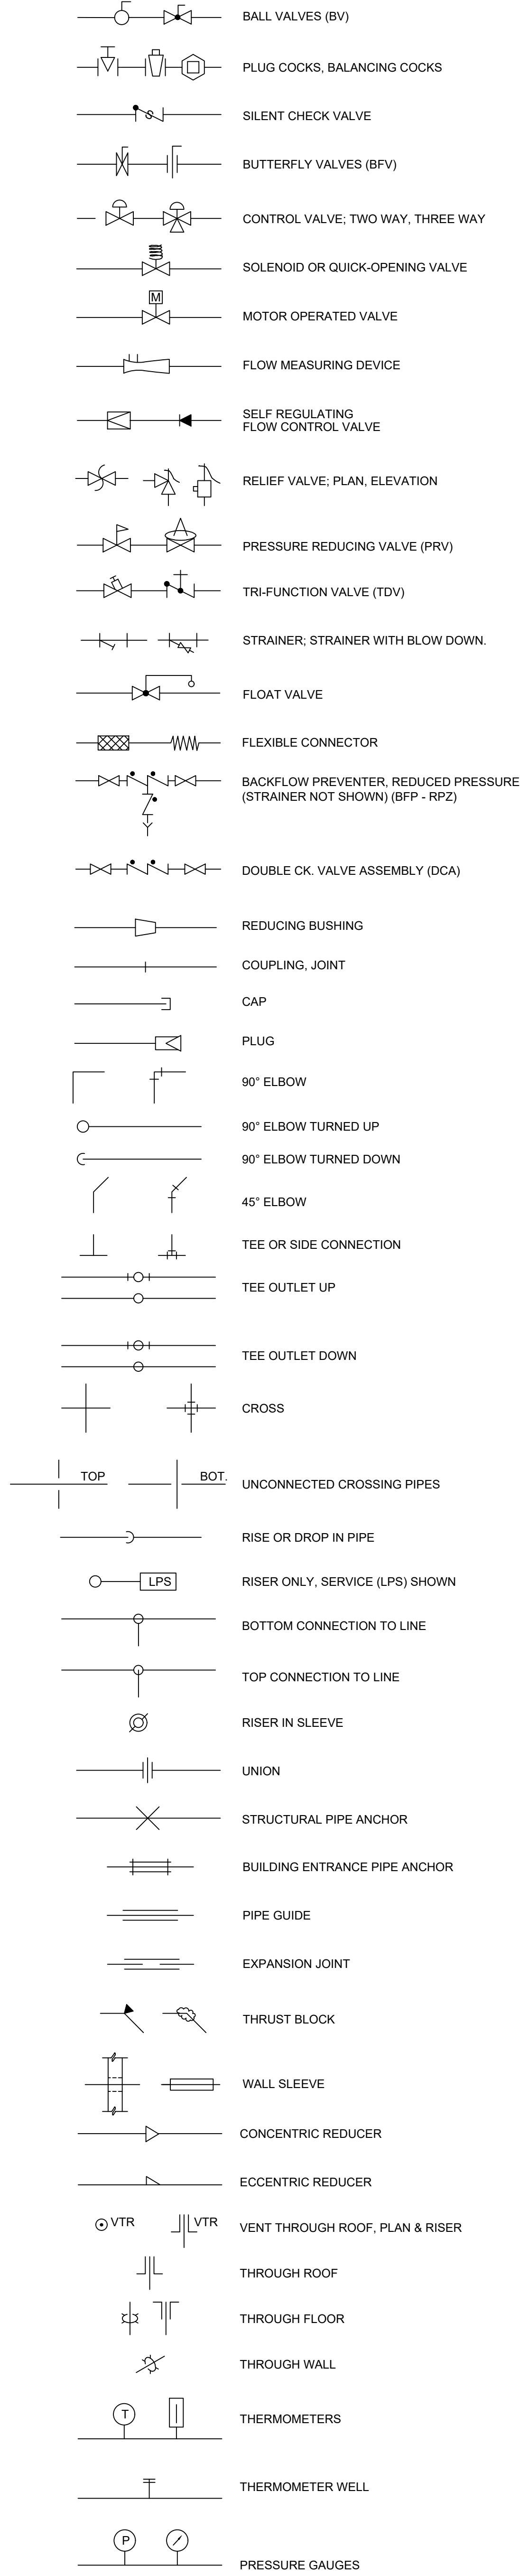 BALL VALVES (BV)
PLUG COCKS, BALANCING COCKS
S
SILENT CHECK VALVE
BUTTERFLY VALVES (BFV)
CONTROL VALVE; TWO WAY, THREE WAY
SOLENOID OR QUICK-OPENING VALVE
M
MOTOR OPERATED VALVE
FLOW MEASURING DEVICE
SELF REGULATING
FLOW CONTROL VALVE
RELIEF VALVE; PLAN, ELEVATION
PRESSURE REDUCING VALVE (PRV)
TRI-FUNCTION VALVE (TDV)
STRAINER; STRAINER WITH BLOW DOWN.
FLOAT VALVE
FLEXIBLE CONNECTOR
BACKFLOW PREVENTER, REDUCED PRESSURE
(STRAINER NOT SHOWN) (BFP - RPZ)
DOUBLE CK. VALVE ASSEMBLY (DCA)
REDUCING BUSHING
COUPLING, JOINT
CAP
PLUG
90° ELBOW
90° ELBOW TURNED UP
90° ELBOW TURNED DOWN
45° ELBOW
TEE OR SIDE CONNECTION
TEE OUTLET UP
TEE OUTLET DOWN
CROSS
TOP BOT.
UNCONNECTED CROSSING PIPES
RISE OR DROP IN PIPE
LPS RISER ONLY, SERVICE (LPS) SHOWN
BOTTOM CONNECTION TO LINE
TOP CONNECTION TO LINE
RISER IN SLEEVE
UNION
STRUCTURAL PIPE ANCHOR
BUILDING ENTRANCE PIPE ANCHOR
PIPE GUIDE
EXPANSION JOINT
THRUST BLOCK
WALL SLEEVE
CONCENTRIC REDUCER
ECCENTRIC REDUCER
VTR VTR VENT THROUGH ROOF, PLAN & RISER
THROUGH ROOF
THROUGH FLOOR
THROUGH WALL
T THERMOMETERS
THERMOMETER WELL
P
PRESSURE GAUGES